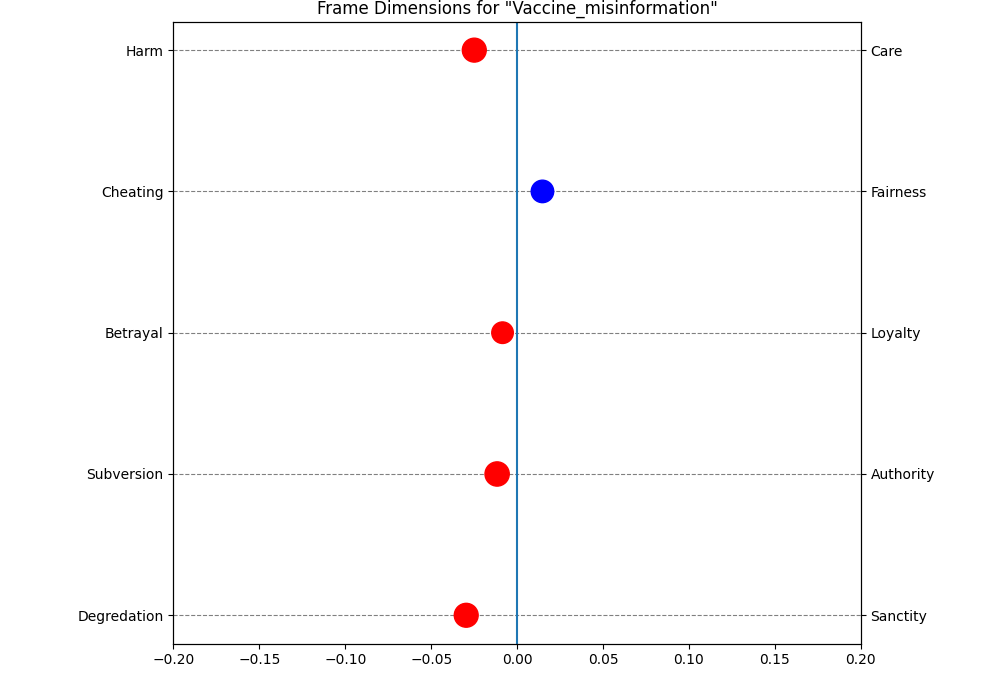 Frame Dimensions for "Vaccine_misinformation"
Harm Care
Cheating Fairness
Betrayal Loyalty
Subversion Authority
Degredation Sanctity
−0.20 −0.15 −0.10 −0.05 0.00 0.05 0.10 0.15 0.20